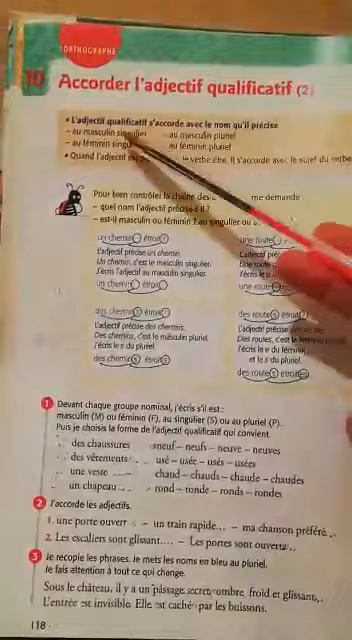 ORTHOGRAPHE
10 Accorder l'adjectif qualificatif (2)
• L'adjectif qualificatif s'accorde avec le nom qu'il précise
– au masculin singulier – au masculin pluriel
– au féminin au féminin pluriel
• Quand l'adjectif le verbe être, il s'accorde avec le sujet du verbe
Pour bien contrôler la chaîne des me demande
– quel nom l'adjectif précise-t-il ?
– est-il masculin ou féminin ? au singulier ou
un chemin étroit
une route
L'adjectif précise un chemin.
Un chemin, c'est le masculin singulier.
J'écris l'adjectif au masculin singulier.
un chemin étroit
L'adjectif
Une route
J'écris
une route
des chemins étroit
des routes étroit
L'adjectif précise des chemins.
Des chemins, c'est le masculin pluriel
J'écris le s du pluriel.
des chemins étroits
L'adjectif précise
Des routes, c'est le
J'écris le e du féminin
et le s du pluriel.
des routes étroites
1 Devant chaque groupe nominal, j'écris s'il est :
masculin (M) ou féminin (F), au singulier (S) ou au pluriel (P).
Puis je choisis la forme de l'adjectif qualificatif qui convient.
des chaussures neuf – neufs – neuve – neuves
des vêtements usé – usée – usés – usées
une veste chaud – chauds – chaude – chaudes
un chapeau rond – ronde – ronds – rondes
2 J'accorde les adjectifs.
1. une porte ouvert – un train rapide... – ma chanson préféré...
2. Les escaliers sont glissant.... – Les portes sont ouvert...
3 Je recopie les phrases. Je mets les noms en bleu au pluriel.
Je fais attention à tout ce qui change.
Sous le château, il y a un passage secret, sombre, froid et glissant.
L'entrée est invisible. Elle est cachée par les buissons.
118